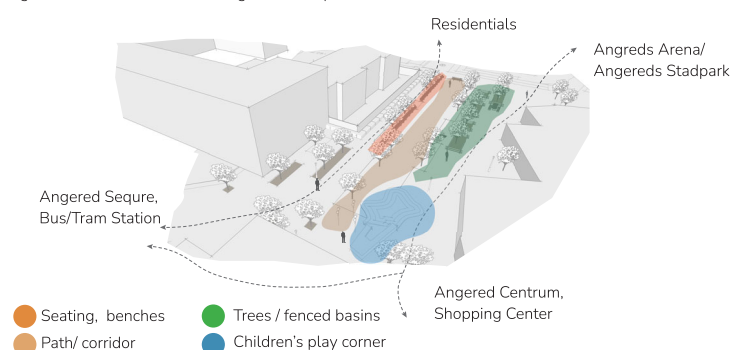 Residentials
Angreds Arena/
Angereds Stadpark
Angered Sequre,
Bus/Tram Station
Angered Centrum,
Shopping Center
Seating, benches
Trees / fenced basins
Path/ corridor
Children's play corner